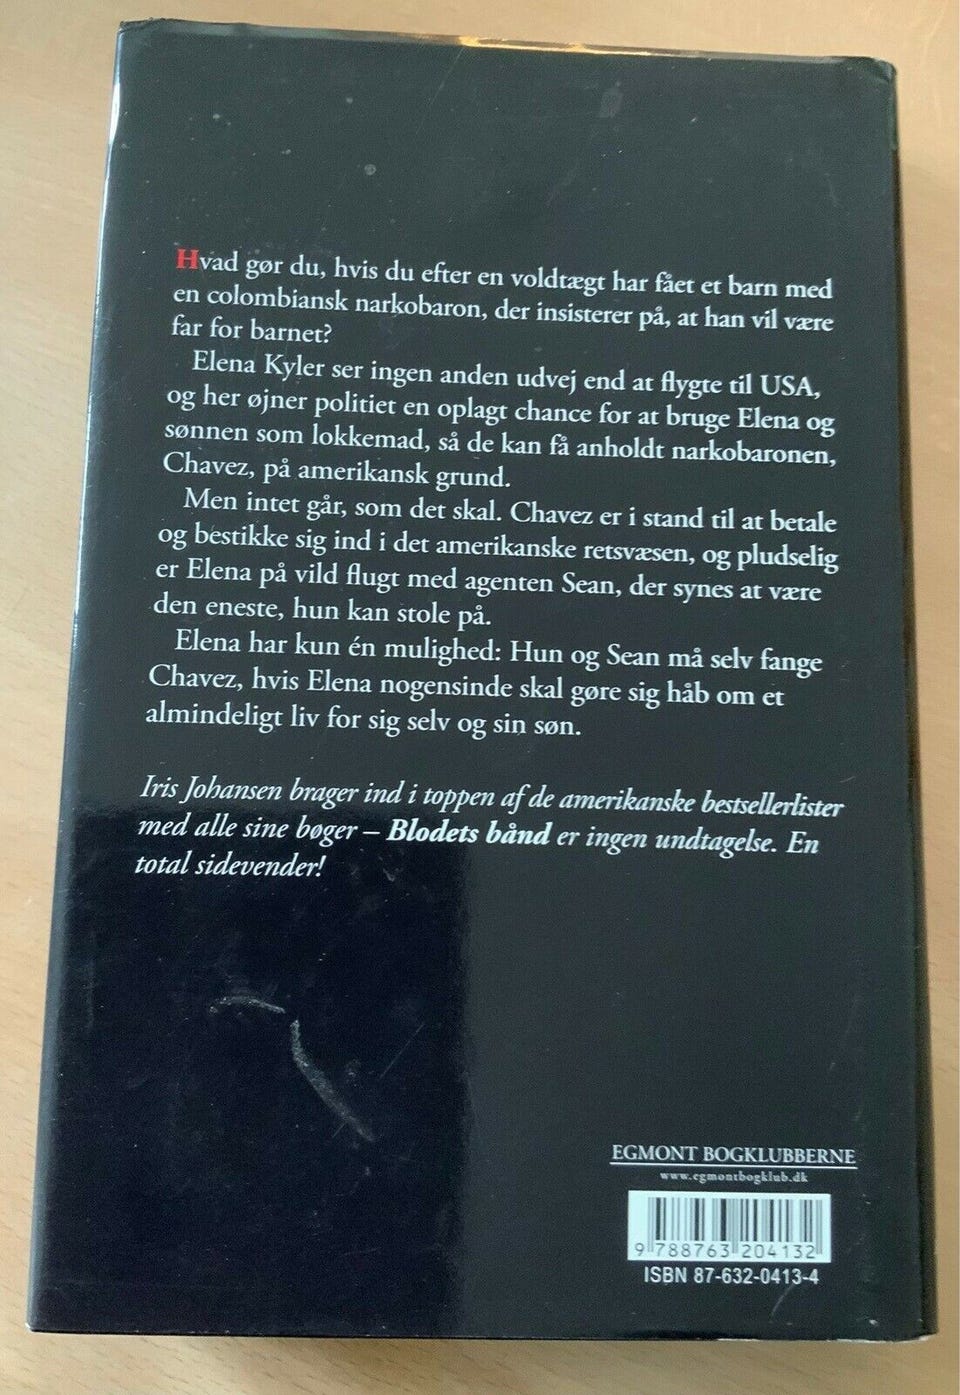 Hvad gør du, hvis du efter en voldtægt har fået et barn med
en colombiansk narkobaron, der insisterer på, at han vil være
far for barnet?
Elena Kyler ser ingen anden udvej end at flygte til USA,
og her øjner politiet en oplagt chance for at bruge Elena og
sønnen som lokkemad, så de kan få anholdt narkobaronen,
Chavez, på amerikansk grund.
Men intet går, som det skal. Chavez er i stand til at betale
og bestikke sig ind i det amerikanske retsvæsen, og pludselig
er Elena på vild flugt med agenten Sean, der synes at være
den eneste, hun kan stole på.
Elena har kun én mulighed: Hun og Sean må selv fange
Chavez, hvis Elena nogensinde skal gøre sig håb om et
almindeligt liv for sig selv og sin søn.
Iris Johansen brager ind i toppen af de amerikanske bestsellerlister
med alle sine bøger – Blodets bånd er ingen undtagelse. En
total sidevender!
EGMONT BOGKLUBBERNE
www.egmontbogklub.dk
9 788763 204132
ISBN 87-632-0413-4